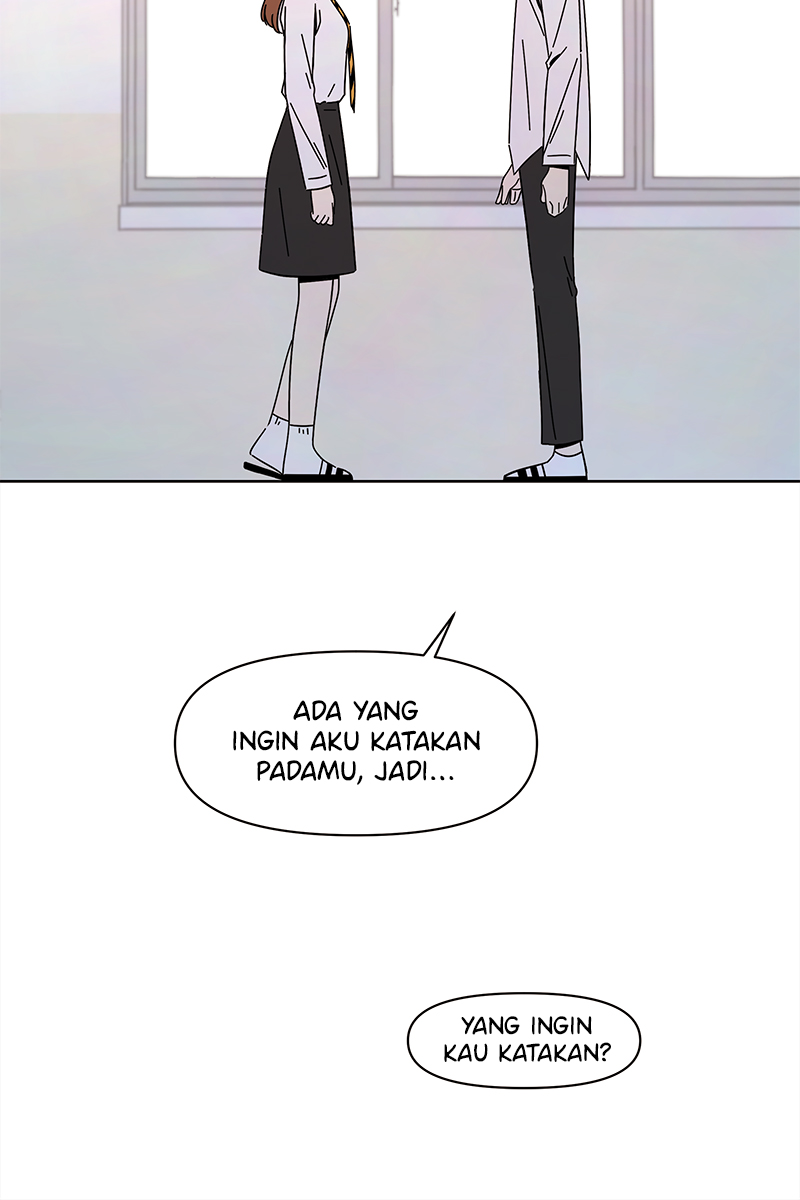 ADA YANG
INGIN AKU KATAKAN
PADAMU, JADI...
YANG INGIN
KAU KATAKAN?